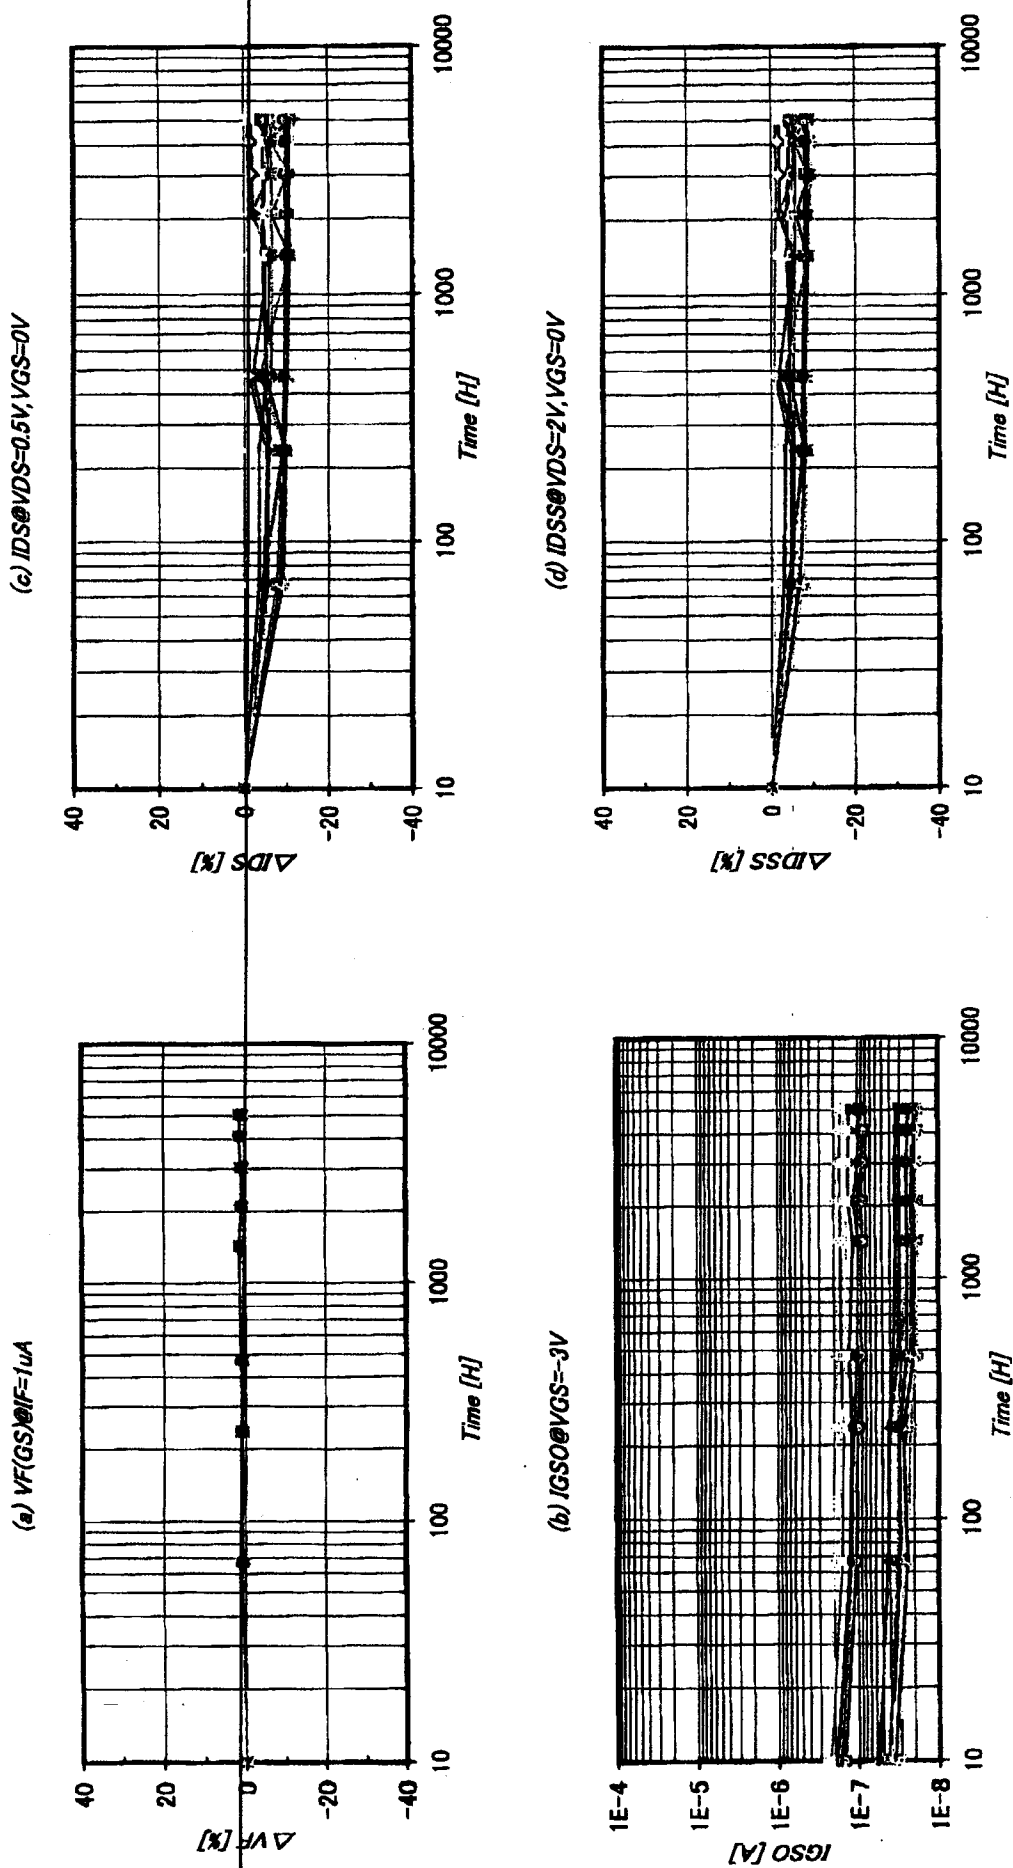 (a) VF(GS)@IF=1uA
ΔVF [%]
40
20
0
-20
-40
10
100
1000
10000
Time [H]
(b) IGSO@VGS=-3V
IGSO [A]
1E-4
1E-5
1E-6
1E-7
1E-8
10
100
1000
10000
Time [H]
(c) IDS@VDS=0.5V,VGS=0V
ΔIDS [%]
40
20
0
-20
-40
10
100
1000
10000
Time [H]
(d) IDSS@VDS=2V,VGS=0V
ΔIDSS [%]
40
20
0
-20
-40
10
100
1000
10000
Time [H]